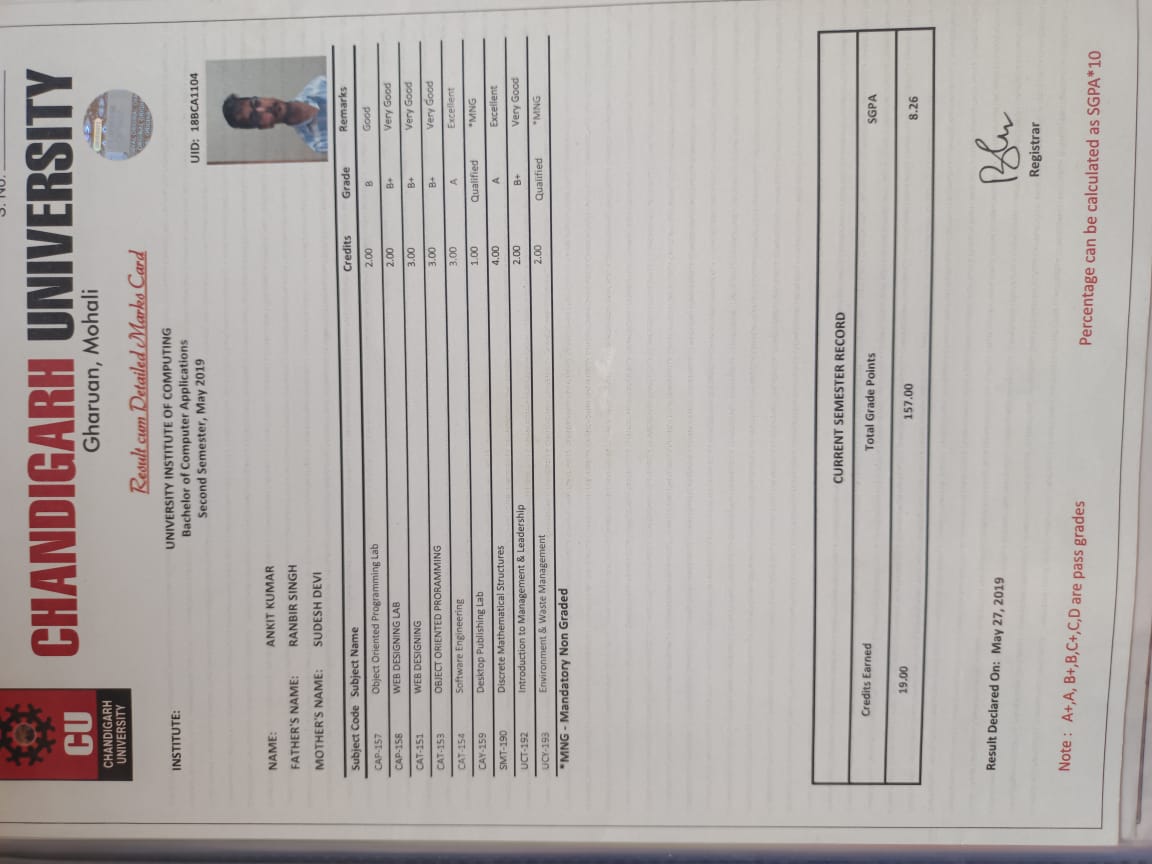 S. No.
CU
CHANDIGARH
UNIVERSITY
CHANDIGARH UNIVERSITY
Gharuan, Mohali
Result cum Detailed Marks Card
INSTITUTE:
UNIVERSITY INSTITUTE OF COMPUTING
Bachelor of Computer Applications
Second Semester, May 2019
UID: 18BCA1104
NAME: ANKIT KUMAR
FATHER'S NAME: RANBIR SINGH
MOTHER'S NAME: SUDESH DEVI
Subject Code Subject Name Credits Grade Remarks
CAP-157 Object Oriented Programming Lab 2.00 B Good
CAP-158 WEB DESIGNING LAB 2.00 B+ Very Good
CAT-151 WEB DESIGNING 3.00 B+ Very Good
CAT-153 OBJECT ORIENTED PRORAMMING 3.00 B+ Very Good
CAT-154 Software Engineering 3.00 A Excellent
CAY-159 Desktop Publishing Lab 1.00 Qualified *MNG
SMT-190 Discrete Mathematical Structures 4.00 A Excellent
UCT-192 Introduction to Management & Leadership 2.00 B+ Very Good
UCY-193 Environment & Waste Management 2.00 Qualified *MNG
*MNG - Mandatory Non Graded
CURRENT SEMESTER RECORD
Credits Earned Total Grade Points SGPA
19.00 157.00 8.26
Result Declared On: May 27, 2019
Registrar
Note : A+,A, B+,B,C+,C,D are pass grades
Percentage can be calculated as SGPA*10